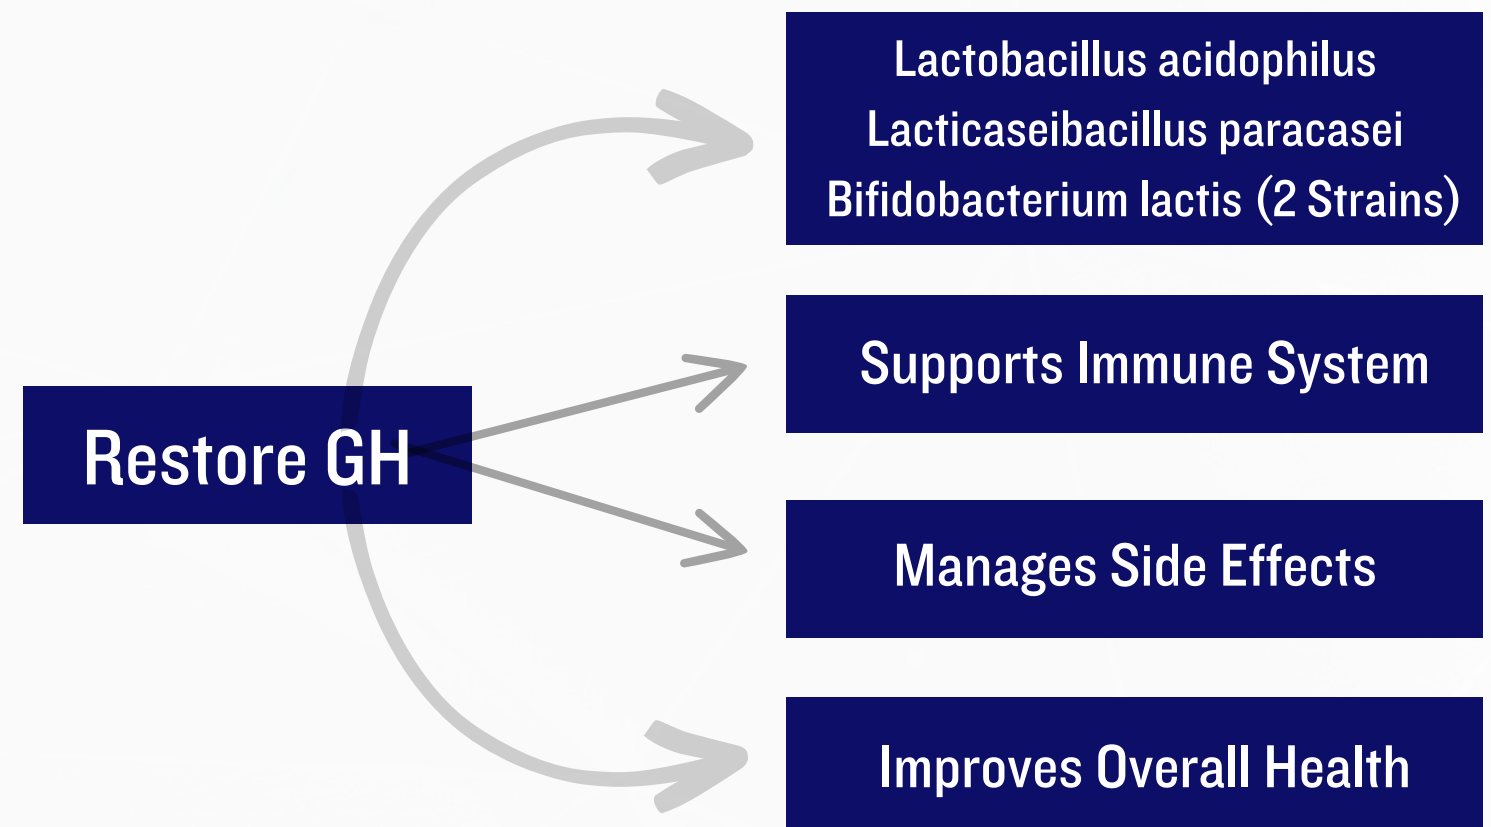 Lactobacillus acidophilus
Lacticaseibacillus paracasei
Bifidobacterium lactis (2 Strains)
Supports Immune System
Restore GH
Manages Side Effects
Improves Overall Health